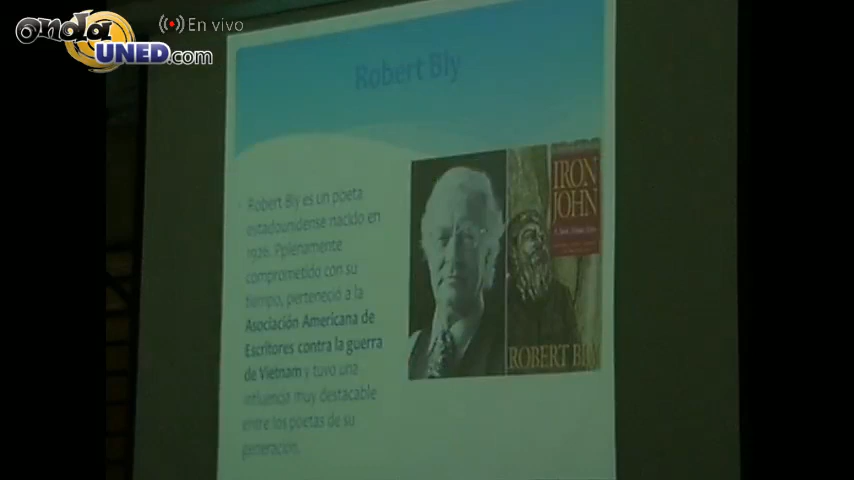 onda
UNED.com
En vivo
Robert Bly
Robert Bly es un poeta
estadounidense nacido en
1926. Pplenamente
comprometido con su
tiempo, perteneció a la
Asociación Americana de
Escritores contra la guerra
de Vietnam y tuvo una
influencia muy destacable
entre los poetas de su
generación.
IRON
JOHN
ROBERT BLY